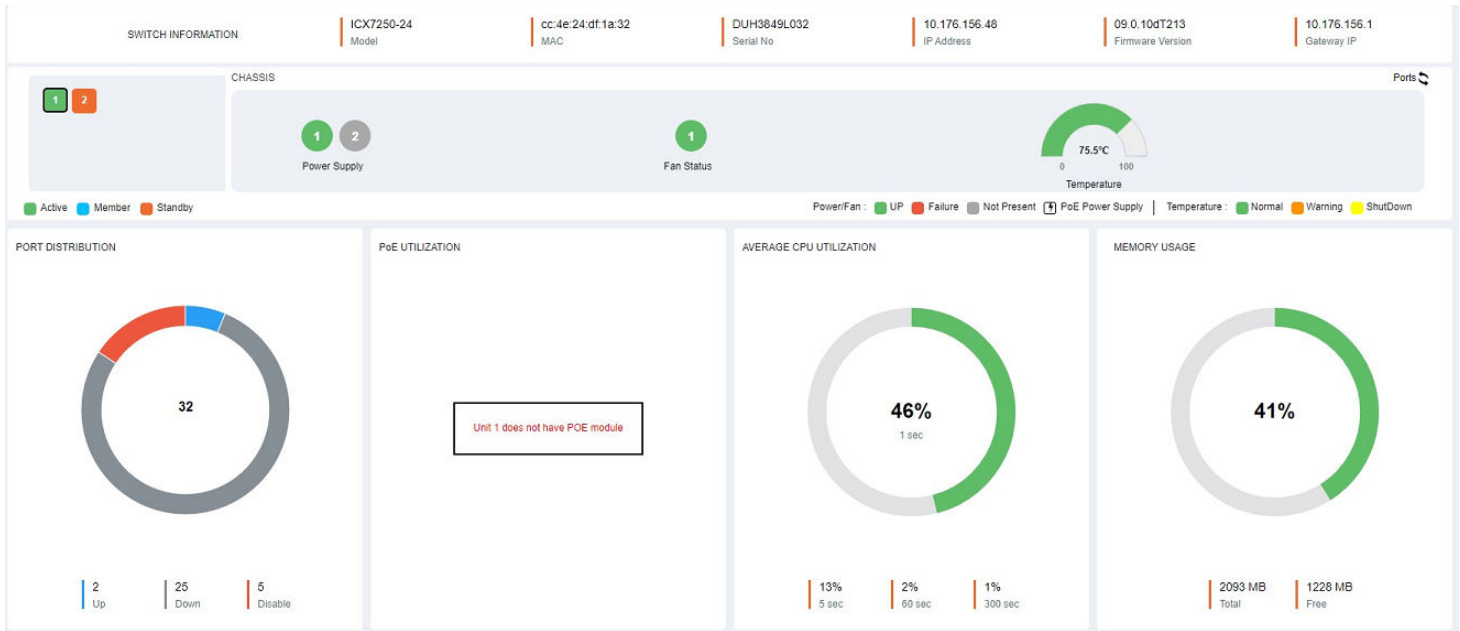 SWITCH INFORMATION
ICX7250-24
Model
cc:4e:24:df:1a:32
MAC
DUH3849L032
Serial No
10.176.156.48
IP Address
09.0.10dT213
Firmware Version
10.176.156.1
Gateway IP
1 2
CHASSIS
Ports
1 2
Power Supply
1
Fan Status
75.5°C
0 100
Temperature
Active Member Standby
Power/Fan : UP Failure Not Present PoE Power Supply | Temperature : Normal Warning ShutDown
PORT DISTRIBUTION
32
2
Up
25
Down
5
Disable
PoE UTILIZATION
Unit 1 does not have POE module
AVERAGE CPU UTILIZATION
46%
1 sec
13%
5 sec
2%
60 sec
1%
300 sec
MEMORY USAGE
41%
2093 MB
Total
1228 MB
Free